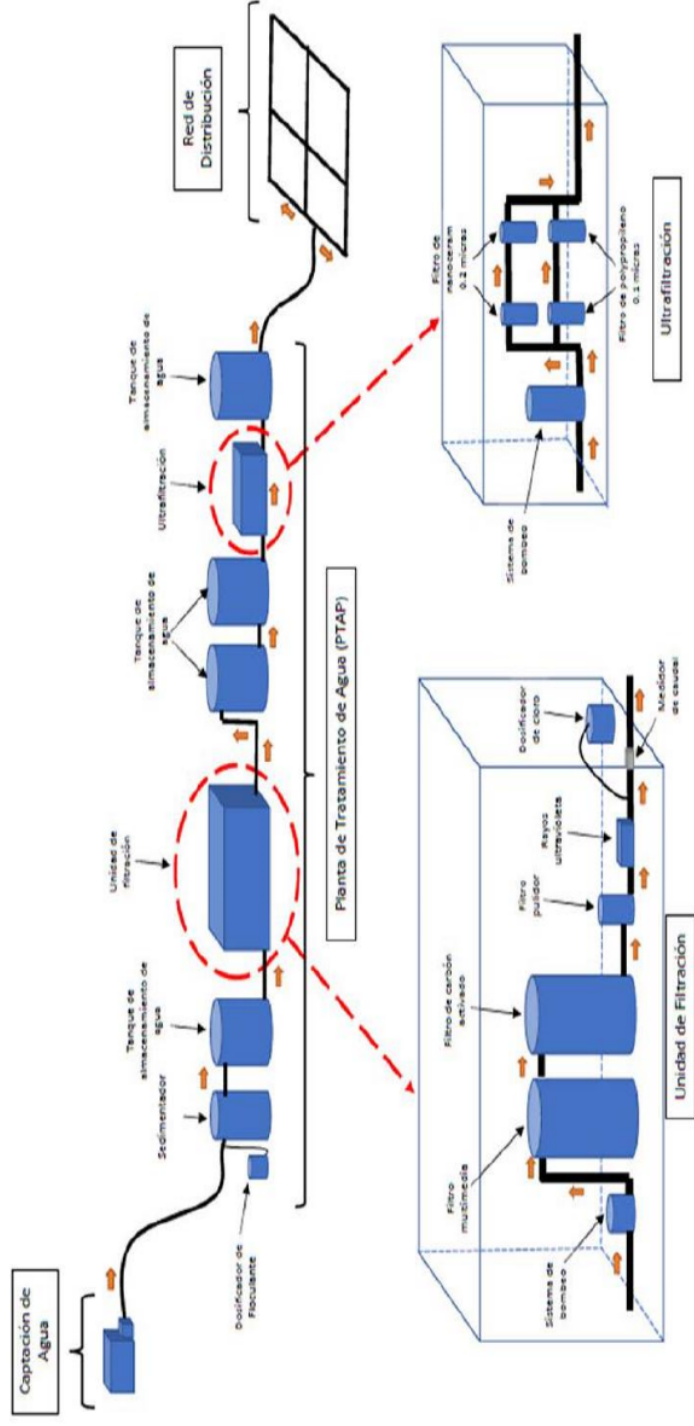 Captación de
Agua
Dosificador de
Floculante
Sedimentador
Tanque de
almacenamiento de
agua
Unidad de
filtración
Tanque de
almacenamiento de
agua
Ultrafiltración
Tanque de
almacenamiento de
agua
Red de
Distribución
Planta de Tratamiento de Agua (PTAP)
Sistema de
bombeo
Filtro
multimedia
Filtro de carbón
activado
Filtro
pulidor
Rayos
ultravioleta
Dosificador
de cloro
Medidor
de caudal
Unidad de Filtración
Sistema de
bombeo
Filtro de
nanoceram
0.2 micras
Filtro de polypropileno
0.1 micras
Ultrafiltración